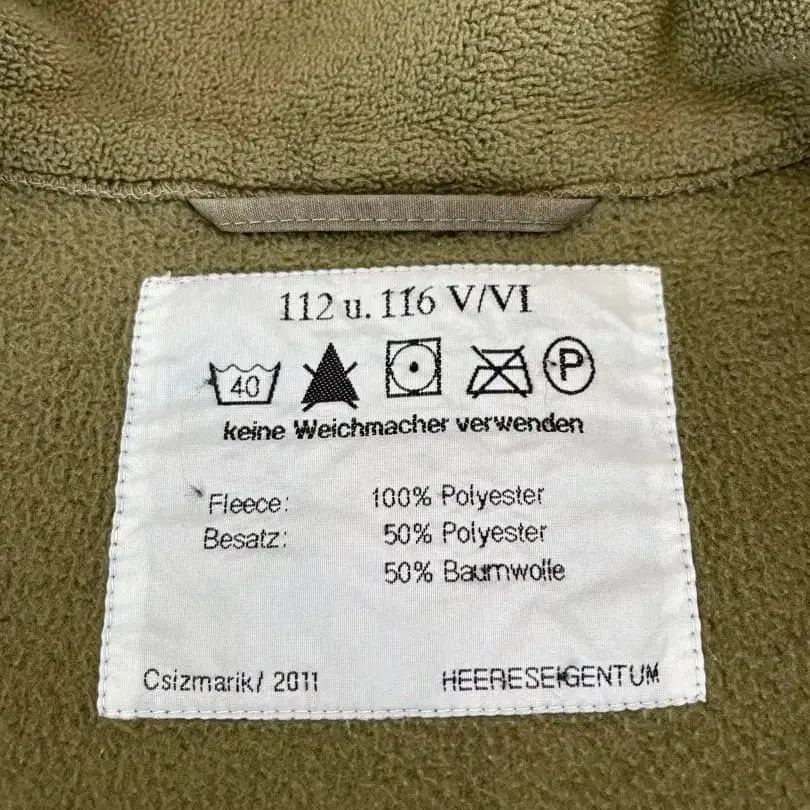 112 u. 116 V/VI
40 P
keine Weichmacher verwenden
Fleece: 100% Polyester
Besatz: 50% Polyester
50% Baumwolle
Csizmarik/ 2011 HEERESEIGENTUM